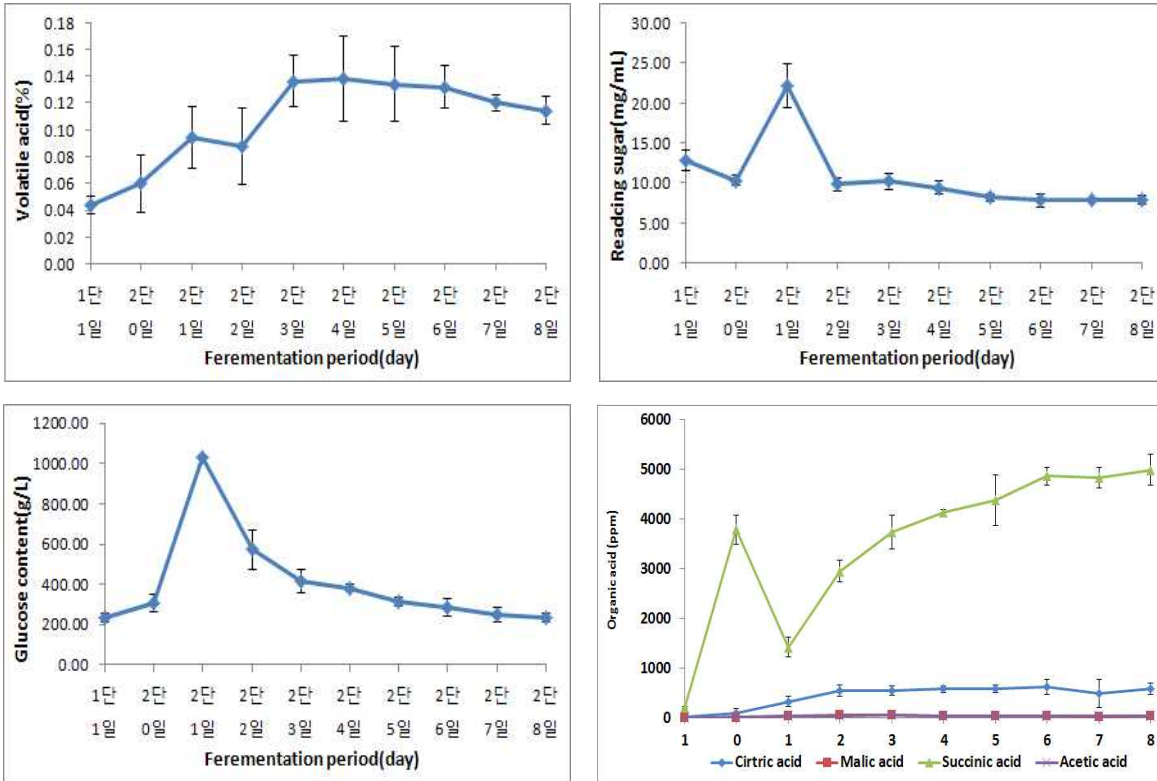 Volatile acid(%)
0.18
0.16
0.14
0.12
0.10
0.08
0.06
0.04
0.02
0.00
1단 2단 2단 2단 2단 2단 2단 2단 2단 2단
1일 0일 1일 2일 3일 4일 5일 6일 7일 8일
Ferementation period(day)
Readcing sugar(mg/mL)
30.00
25.00
20.00
15.00
10.00
5.00
0.00
1단 2단 2단 2단 2단 2단 2단 2단 2단 2단
1일 0일 1일 2일 3일 4일 5일 6일 7일 8일
Ferementation period(day)
Glucose content(g/L)
1200.00
1000.00
800.00
600.00
400.00
200.00
0.00
1단 2단 2단 2단 2단 2단 2단 2단 2단 2단
1일 0일 1일 2일 3일 4일 5일 6일 7일 8일
Ferementation period(day)
Organic acid (ppm)
6000
5000
4000
3000
2000
1000
0
1 0 1 2 3 4 5 6 7 8
Cirtric acid Malic acid Succinic acid Acetic acid